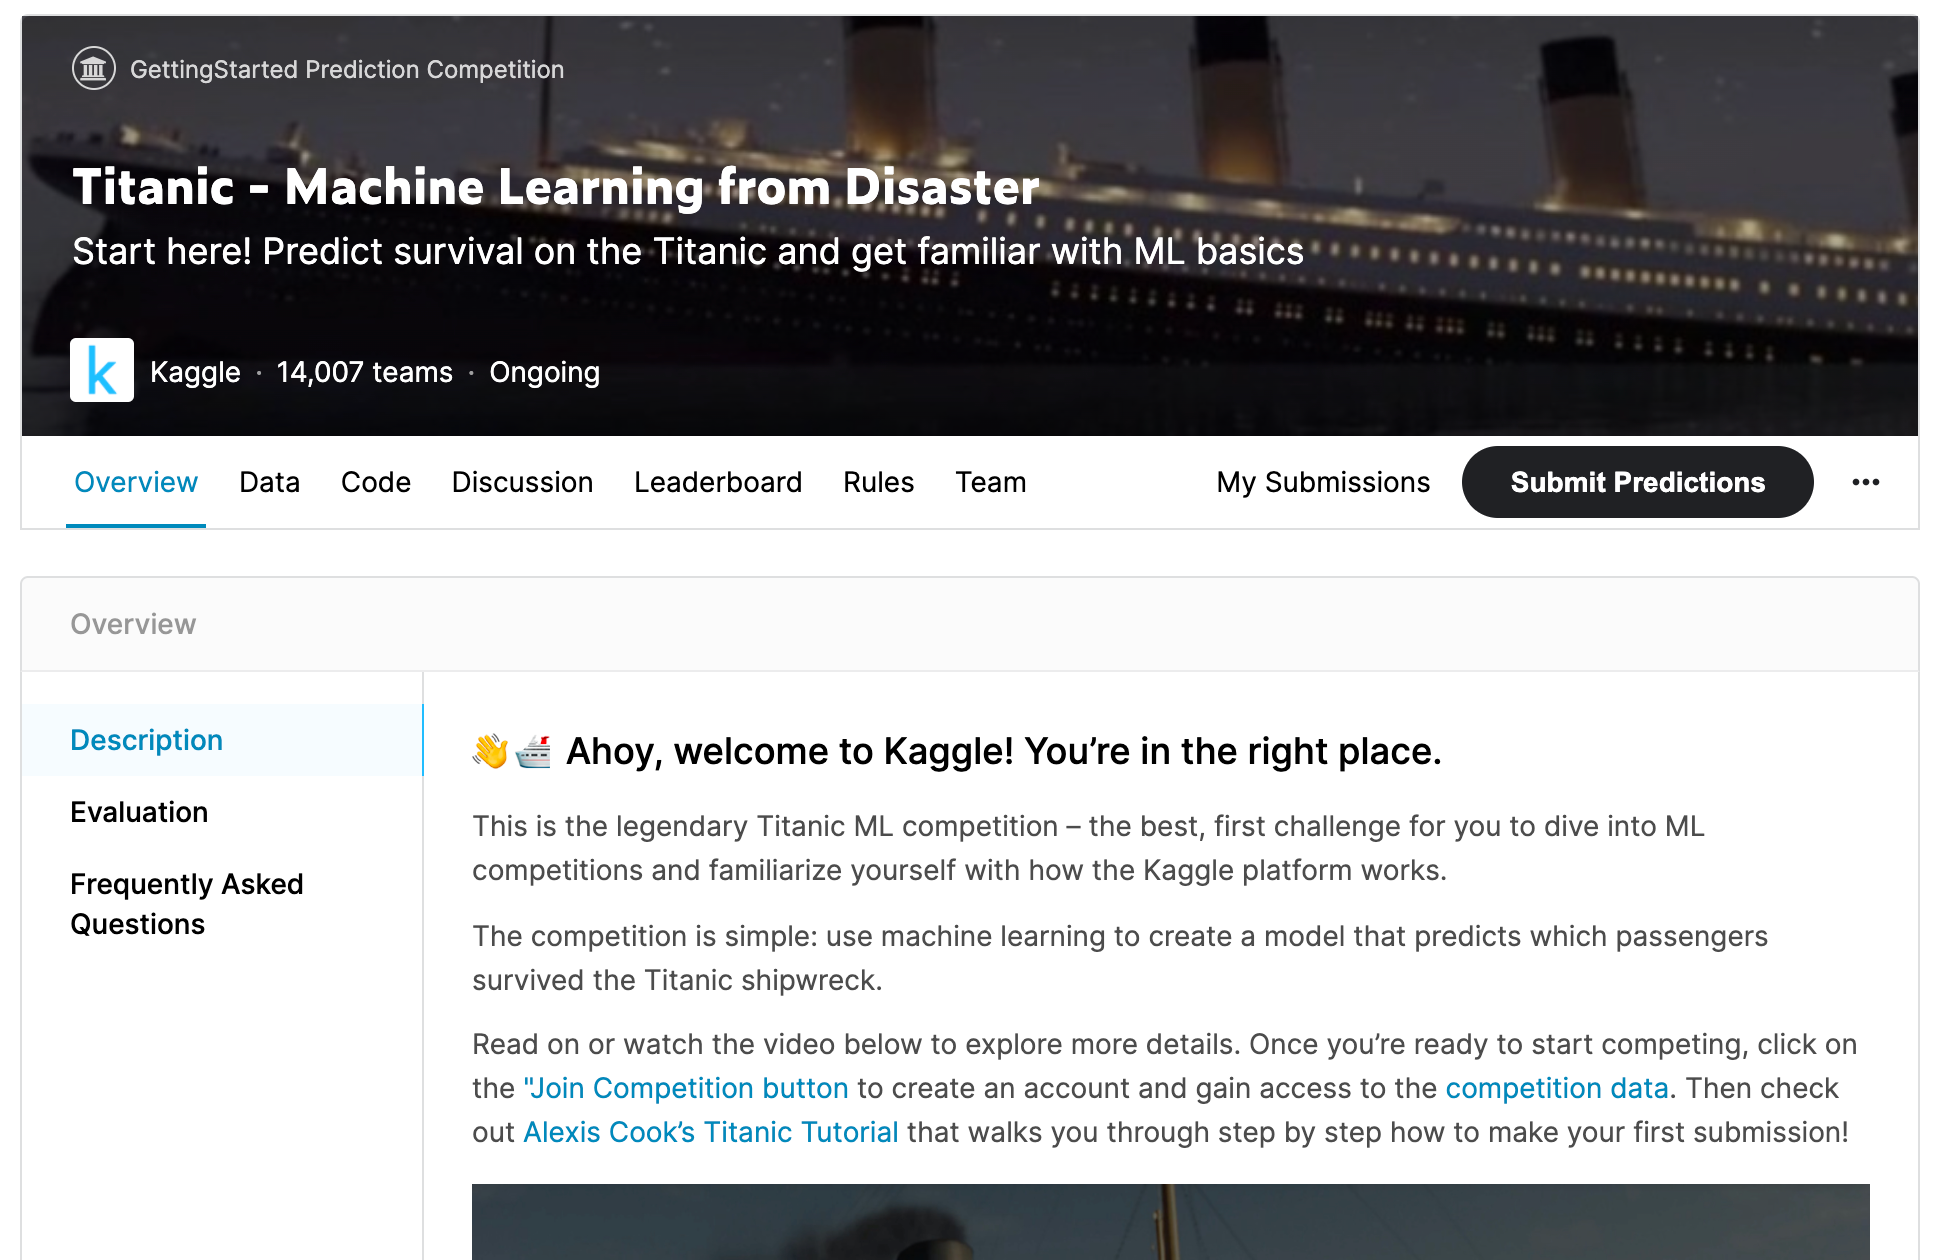 GettingStarted Prediction Competition
Titanic - Machine Learning from Disaster
Start here! Predict survival on the Titanic and get familiar with ML basics
k Kaggle · 14,007 teams · Ongoing
Overview Data Code Discussion Leaderboard Rules Team My Submissions Submit Predictions •••
Overview
Description
Evaluation
Frequently Asked
Questions
👋🛳️ Ahoy, welcome to Kaggle! You’re in the right place.
This is the legendary Titanic ML competition – the best, first challenge for you to dive into ML
competitions and familiarize yourself with how the Kaggle platform works.
The competition is simple: use machine learning to create a model that predicts which passengers
survived the Titanic shipwreck.
Read on or watch the video below to explore more details. Once you’re ready to start competing, click on
the "Join Competition button to create an account and gain access to the competition data. Then check
out Alexis Cook’s Titanic Tutorial that walks you through step by step how to make your first submission!